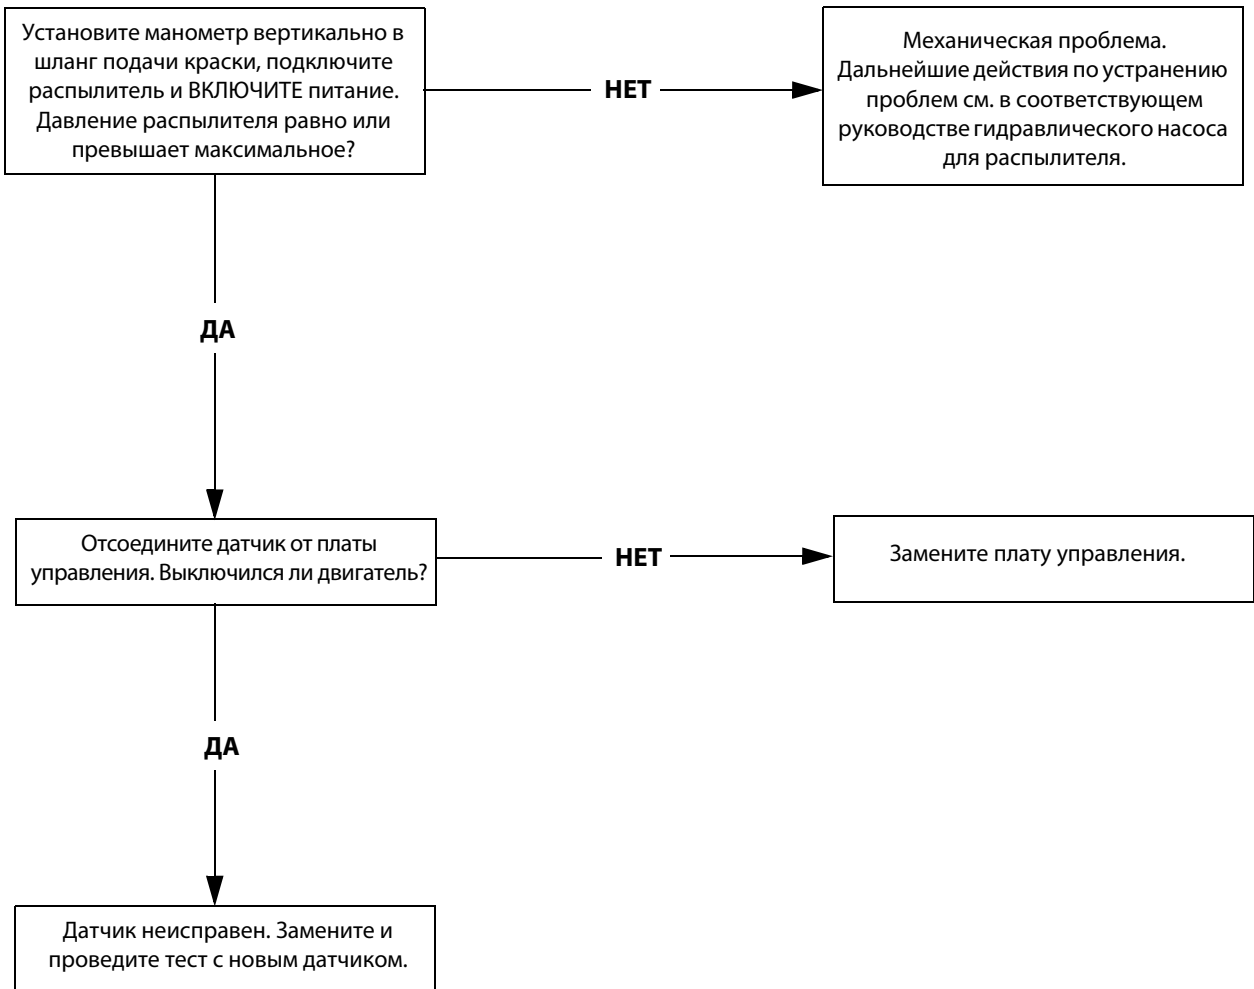 Установите манометр вертикально в
шланг подачи краски, подключите
распылитель и ВКЛЮЧИТЕ питание.
Давление распылителя равно или
превышает максимальное?
НЕТ
Механическая проблема.
Дальнейшие действия по устранению
проблем см. в соответствующем
руководстве гидравлического насоса
для распылителя.
ДА
Отсоедините датчик от платы
управления. Выключился ли двигатель?
НЕТ
Замените плату управления.
ДА
Датчик неисправен. Замените и
проведите тест с новым датчиком.